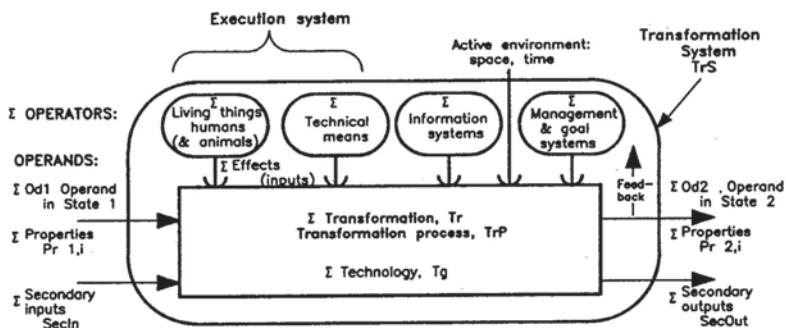 Execution system
Active environment:
space, time
Transformation
System
TrS
Σ OPERATORS:
Σ
Living things
humans
(& animals)
Σ
Technical
means
Σ
Information
systems
Σ
Management
& goal
systems
OPERANDS:
Σ Effects
(inputs)
Σ Od1 Operand
in State 1
Feed-
back
Σ Od2 . Operand
in State 2
Σ Transformation, Tr
Transformation process, TrP
Σ Properties
Pr 1,i
Σ Properties
Pr 2,i
Σ Technology, Tg
Σ Secondary
inputs
SecIn
Σ Secondary
outputs
SecOut